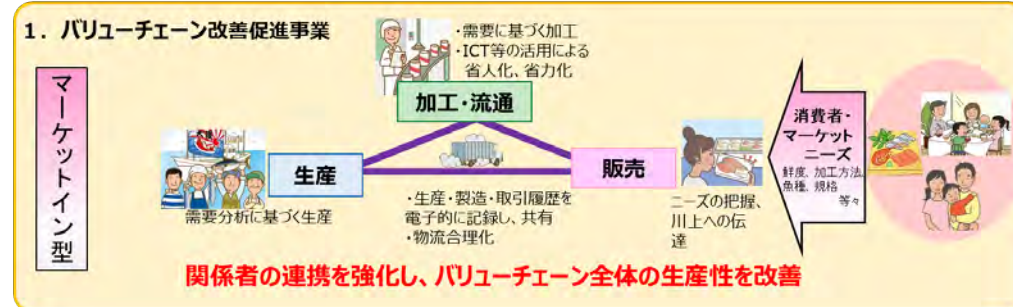 1. バリューチェーン改善促進事業
マーケットイン型
・需要に基づく加工
・ICT等の活用による
省人化、省力化
加工・流通
生産
需要分析に基づく生産
・生産・製造・取引履歴を
電子的に記録し、共有
・物流合理化
販売
ニーズの把握、
川上への伝
達
消費者・
マーケット
ニーズ
鮮度、加工方法、
魚種、規格
等々
関係者の連携を強化し、バリューチェーン全体の生産性を改善